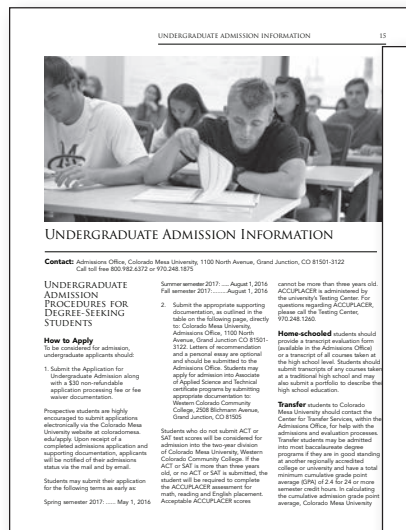 UNDERGRADUATE ADMISSION INFORMATION 15
UNDERGRADUATE ADMISSION INFORMATION
Contact: Admissions Office, Colorado Mesa University, 1100 North Avenue, Grand Junction, CO 81501-3122
Call toll free 800.982.6372 or 970.248.1875
UNDERGRADUATE
ADMISSION
PROCEDURES FOR
DEGREE-SEEKING
STUDENTS
How to Apply
To be considered for admission,
undergraduate applicants should:
1. Submit the Application for
Undergraduate Admission along
with a $30 non-refundable
application processing fee or fee
waiver documentation.
Prospective students are highly
encouraged to submit applications
electronically via the Colorado Mesa
University website at coloradomesa.
edu/apply. Upon receipt of a
completed admissions application and
supporting documentation, applicants
will be notified of their admissions
status via the mail and by email.
Students may submit their application
for the following terms as early as:
Spring semester 2017: ...... May 1, 2016
Summer semester 2017: .... August 1, 2016
Fall semester 2017: ........ August 1, 2016
2. Submit the appropriate supporting
documentation, as outlined in the
table on the following page, directly
to: Colorado Mesa University,
Admissions Office, 1100 North
Avenue, Grand Junction CO 81501-
3122. Letters of recommendation
and a personal essay are optional
and should be submitted to the
Admissions Office. Students may
apply for admission into Associate
of Applied Science and Technical
certificate programs by submitting
appropriate documentation to:
Western Colorado Community
College, 2508 Blichmann Avenue,
Grand Junction, CO 81505
Students who do not submit ACT or
SAT test scores will be considered for
admission into the two-year division
of Colorado Mesa University, Western
Colorado Community College. If the
ACT or SAT is more than three years
old, or no ACT or SAT is submitted, the
student will be required to complete
the ACCUPLACER assessment for
math, reading and English placement.
Acceptable ACCUPLACER scores
cannot be more than three years old.
ACCUPLACER is administered by
the university's Testing Center. For
questions regarding ACCUPLACER,
please call the Testing Center,
970.248.1260.
Home-schooled students should
provide a transcript evaluation form
(available in the Admissions Office)
or a transcript of all courses taken at
the high school level. Students should
submit transcripts of any courses taken
at a traditional high school and may
also submit a portfolio to describe the
high school education.
Transfer students to Colorado
Mesa University should contact the
Center for Transfer Services, within the
Admissions Office, for help with the
admissions and evaluation processes.
Transfer students may be admitted
into most baccalaureate degree
programs if they are in good standing
at another regionally accredited
college or university and have a total
minimum cumulative grade point
average (GPA) of 2.4 for 24 or more
semester credit hours. In calculating
the cumulative admission grade point
average, Colorado Mesa University